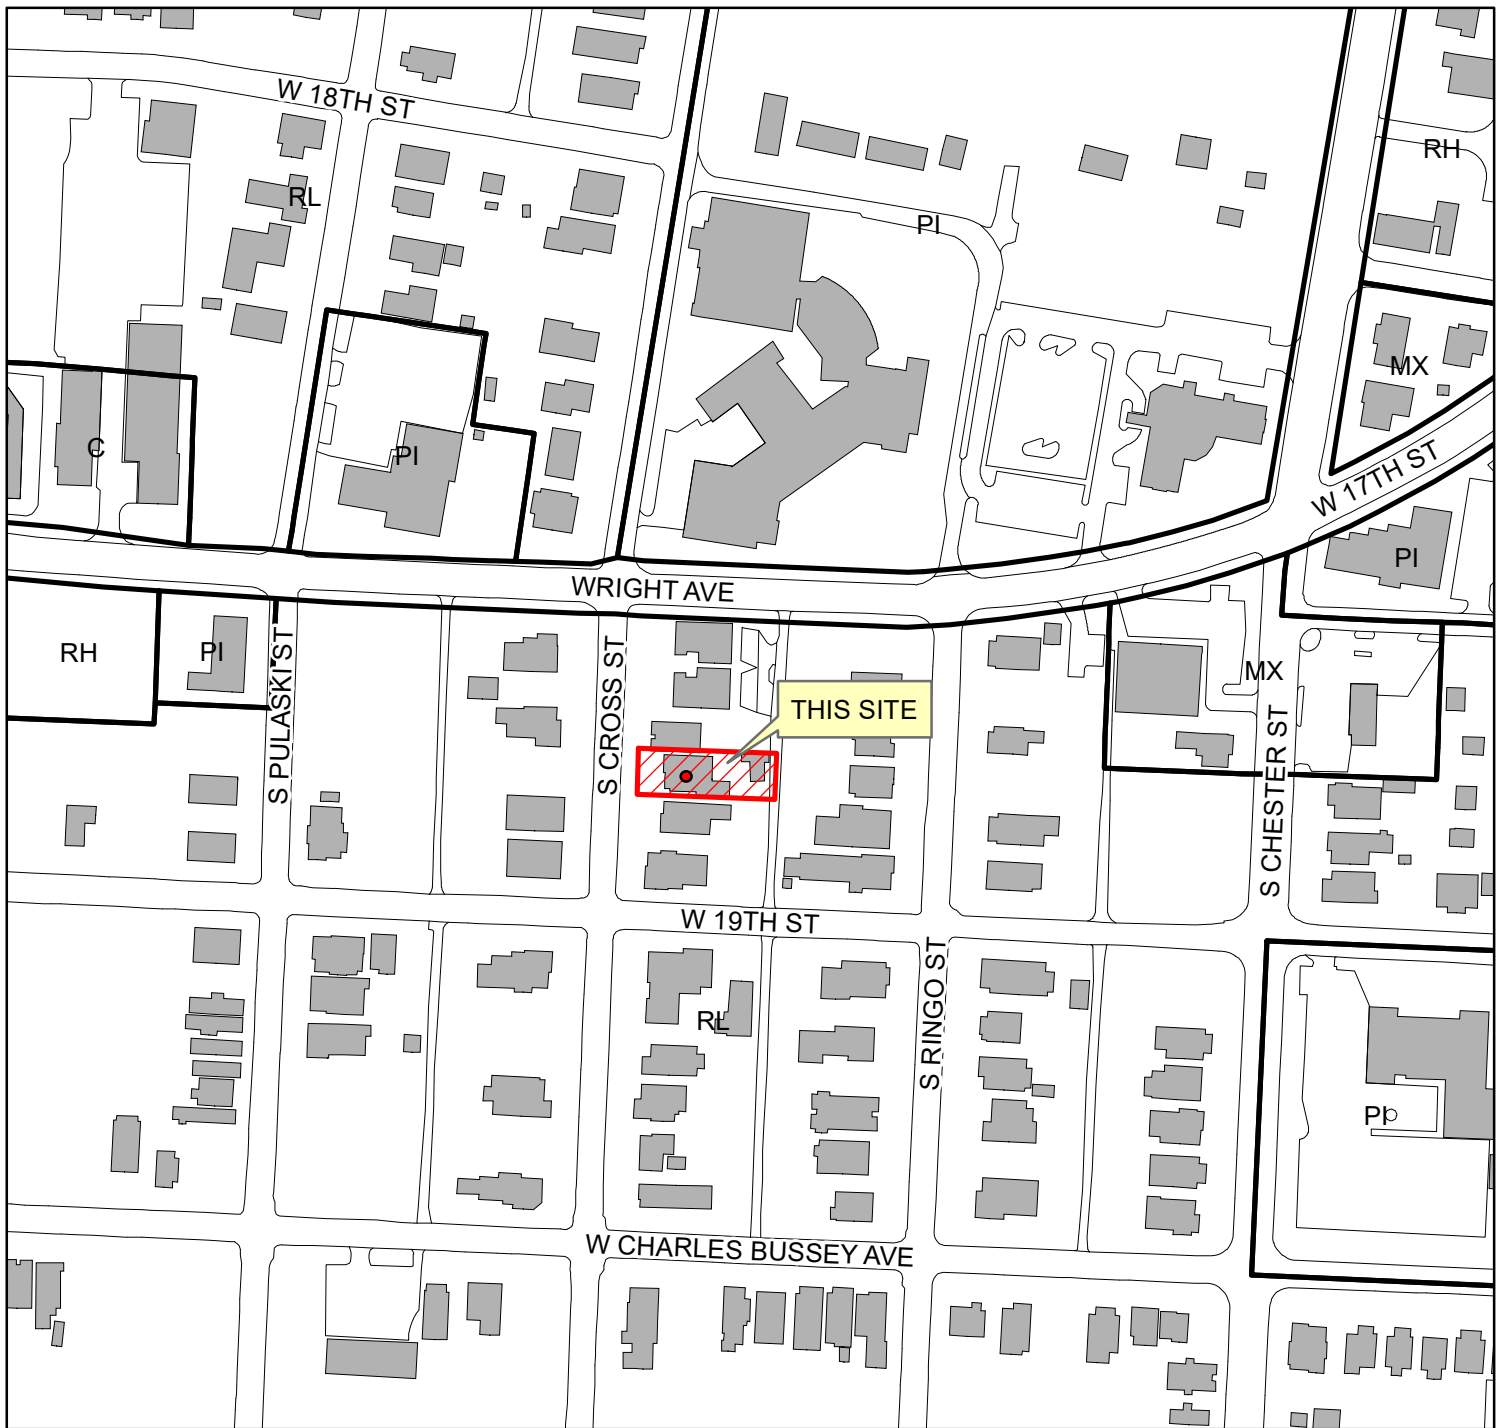 W 18TH ST
RH
RL
PI
MX
C
PI
W 17TH ST
PI
WRIGHT AVE
RH
PI
S PULASKI ST
S CROSS ST
MX
THIS SITE
S CHESTER ST
W 19TH ST
S RINGO ST
RL
PI
W CHARLES BUSSEY AVE